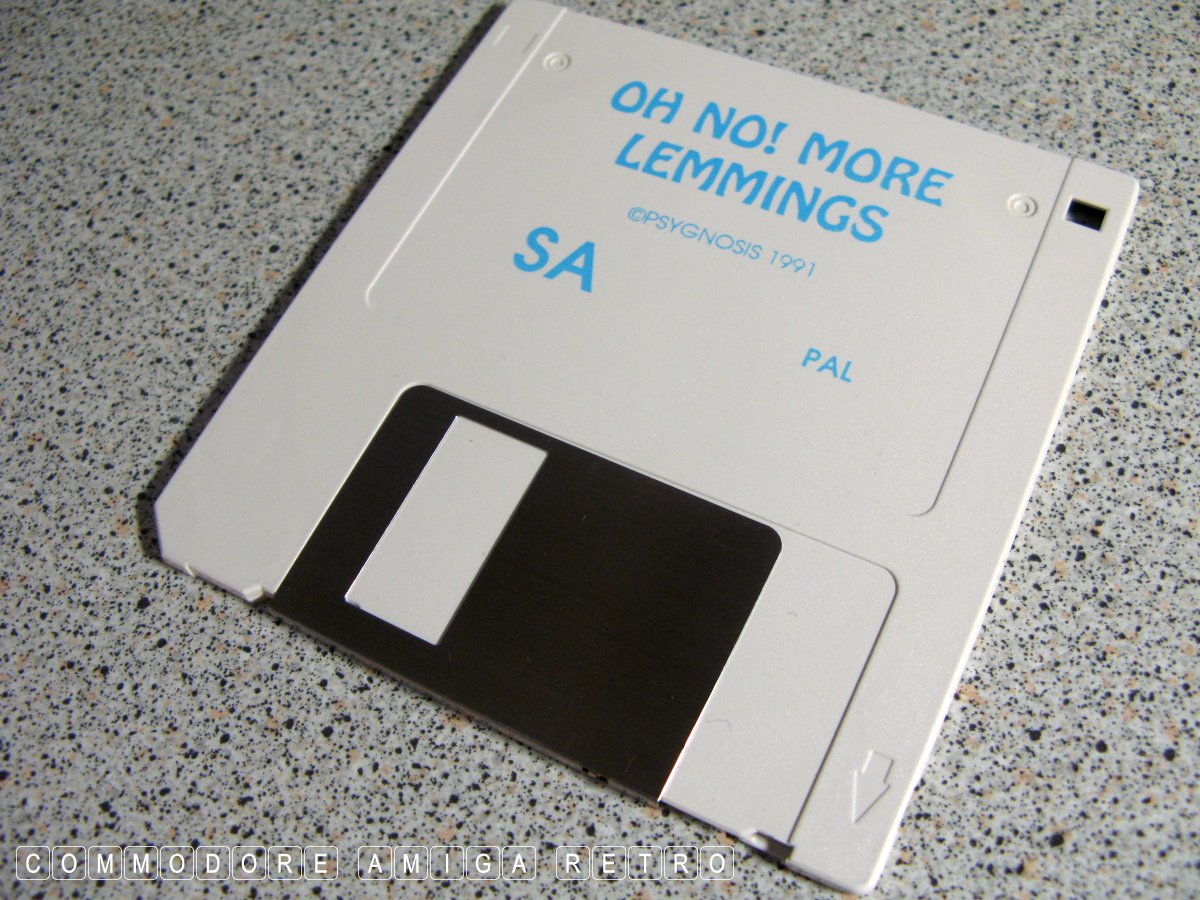 OH NO! MORE
LEMMINGS
©PSYGNOSIS 1991
SA
PAL
COMMODORE AMIGA RETRO